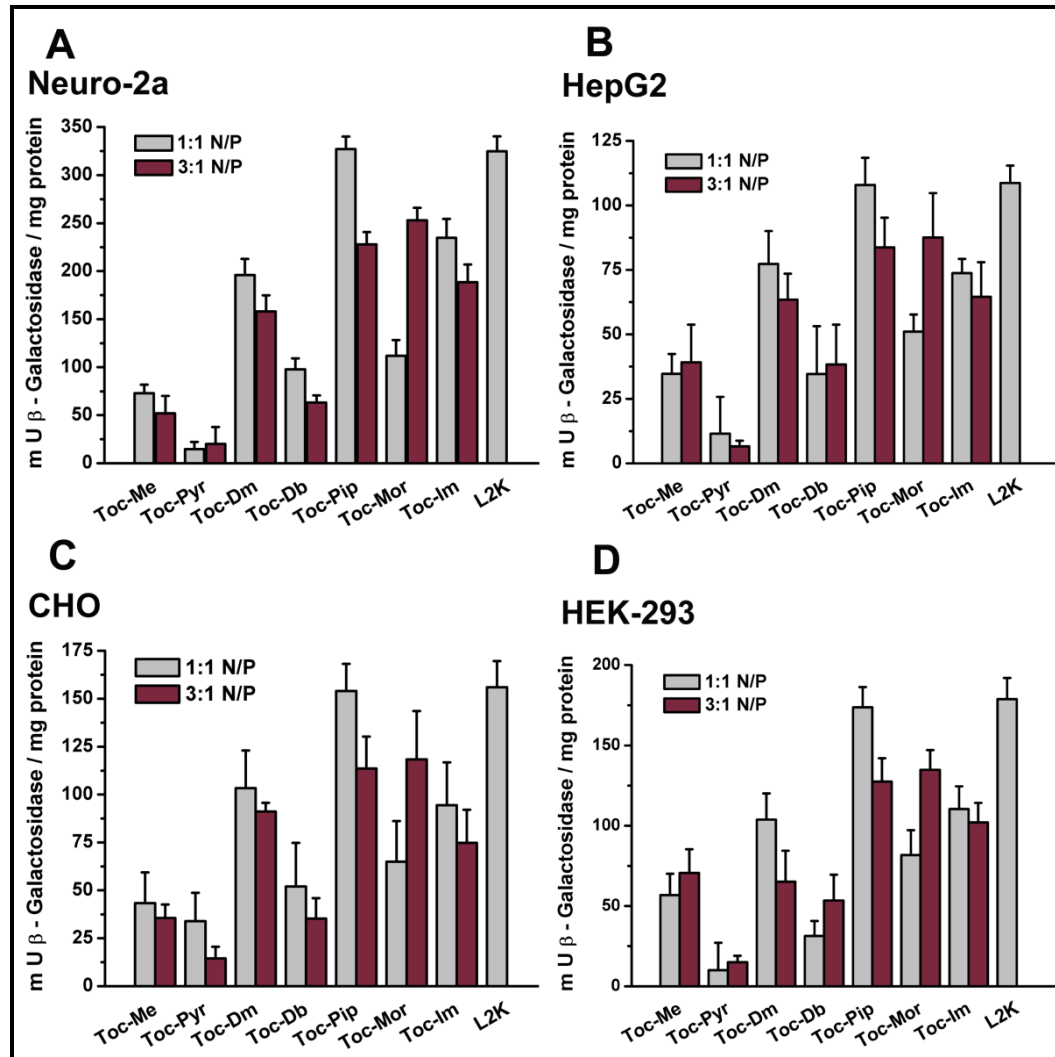 A
Neuro-2a
m U β - Galactosidase / mg protein
350
300
250
200
150
100
50
0
1:1 N/P
3:1 N/P
Toc-Me
Toc-Pyr
Toc-Dm
Toc-Db
Toc-Pip
Toc-Mor
Toc-Im
L2K
B
HepG2
m U β - Galactosidase / mg protein
125
100
75
50
25
0
1:1 N/P
3:1 N/P
Toc-Me
Toc-Pyr
Toc-Dm
Toc-Db
Toc-Pip
Toc-Mor
Toc-Im
L2K
C
CHO
m U β - Galactosidase / mg protein
175
150
125
100
75
50
25
0
1:1 N/P
3:1 N/P
Toc-Me
Toc-Pyr
Toc-Dm
Toc-Db
Toc-Pip
Toc-Mor
Toc-Im
L2K
D
HEK-293
m U β - Galactosidase / mg protein
200
150
100
50
0
1:1 N/P
3:1 N/P
Toc-Me
Toc-Pyr
Toc-Dm
Toc-Db
Toc-Pip
Toc-Mor
Toc-Im
L2K